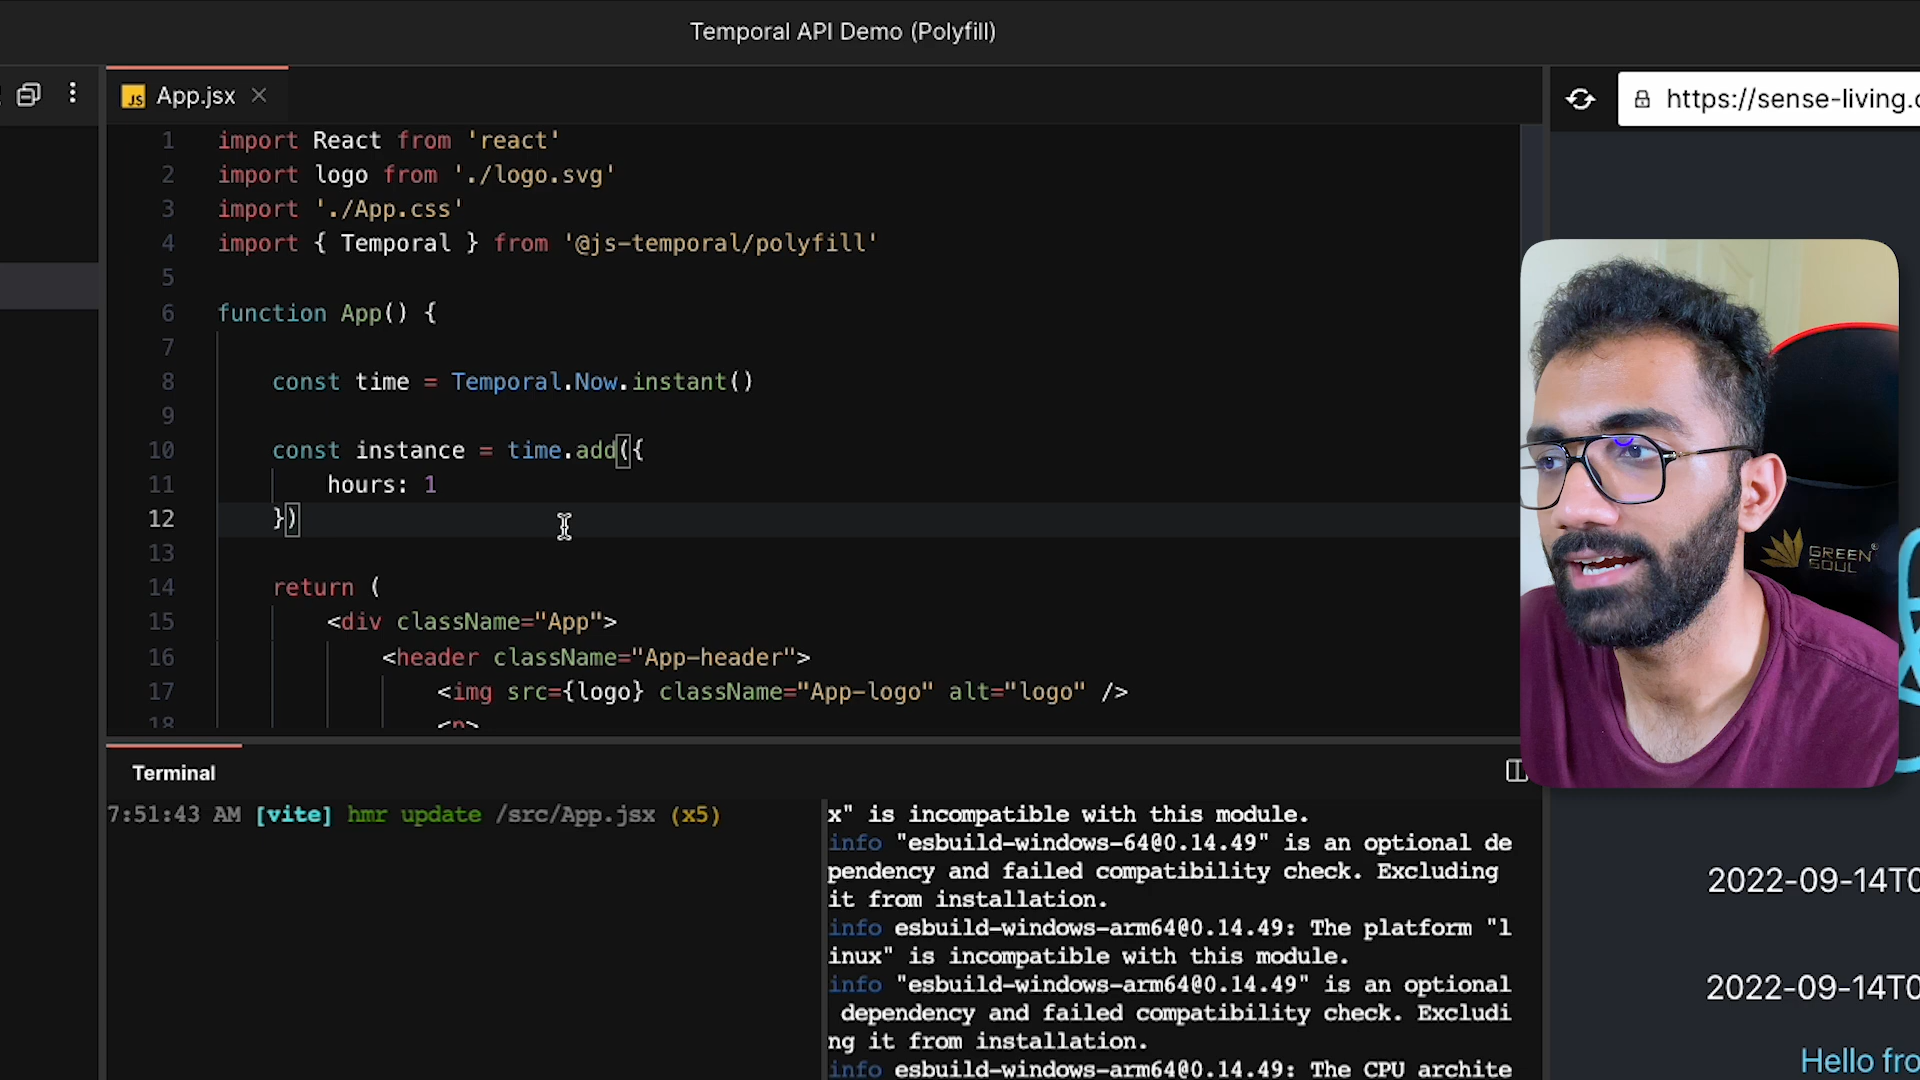 Temporal API Demo (Polyfill)
App.jsx
https://sense-living.
1 import React from 'react'
2 import logo from './logo.svg'
3 import './App.css'
4 import { Temporal } from '@js-temporal/polyfill'
5
6 function App() {
7
8 const time = Temporal.Now.instant()
9
10 const instance = time.add({
11 hours: 1
12 })
13
14 return (
15 <div className="App">
16 <header className="App-header">
17 <img src={logo} className="App-logo" alt="logo" />
18 <p>
GREEN SOUL
Terminal
7:51:43 AM [vite] hmr update /src/App.jsx (x5)
x" is incompatible with this module.
info "esbuild-windows-64@0.14.49" is an optional de
pendency and failed compatibility check. Excluding
it from installation.
info esbuild-windows-arm64@0.14.49: The platform "l
inux" is incompatible with this module.
info "esbuild-windows-arm64@0.14.49" is an optional
dependency and failed compatibility check. Excludi
ng it from installation.
info esbuild-windows-arm64@0.14.49: The CPU archite
2022-09-14T0
2022-09-14T0
Hello fro